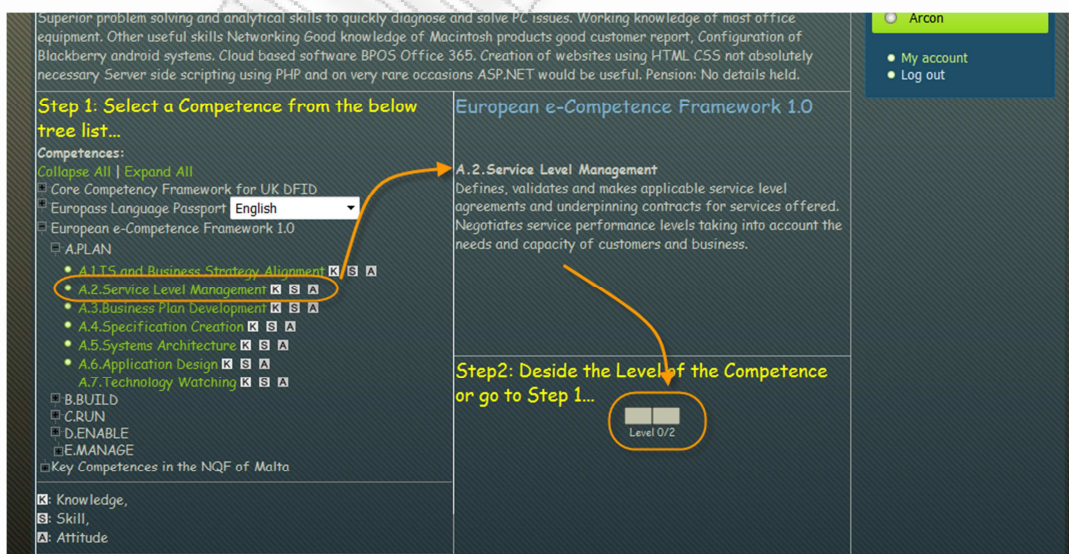 Superior problem solving and analytical skills to quickly diagnose and solve PC issues. Working knowledge of most office
equipment. Other useful skills Networking Good knowledge of Macintosh products good customer report, Configuration of
Blackberry android systems. Cloud based software BPOS Office 365. Creation of websites using HTML CSS not absolutely
necessary Server side scripting using PHP and on very rare occasions ASP.NET would be useful. Pension: No details held.
Arcon
My account
Log out
Step 1: Select a Competence from the below
tree list...
Competences:
Collapse All | Expand All
Core Competency Framework for UK DFID
Europass Language Passport English
European e-Competence Framework 1.0
A.PLAN
A.1.IS and Business Strategy Alignment K S A
A.2.Service Level Management K S A
A.3.Business Plan Development K S A
A.4.Specification Creation K S A
A.5.Systems Architecture K S A
A.6.Application Design K S A
A.7.Technology Watching K S A
B.BUILD
C.RUN
D.ENABLE
E.MANAGE
Key Competences in the NQF of Malta
K: Knowledge,
S: Skill,
A: Attitude
European e-Competence Framework 1.0
A.2.Service Level Management
Defines, validates and makes applicable service level
agreements and underpinning contracts for services offered.
Negotiates service performance levels taking into account the
needs and capacity of customers and business.
Step2: Deside the Level of the Competence
or go to Step 1...
Level 0/2